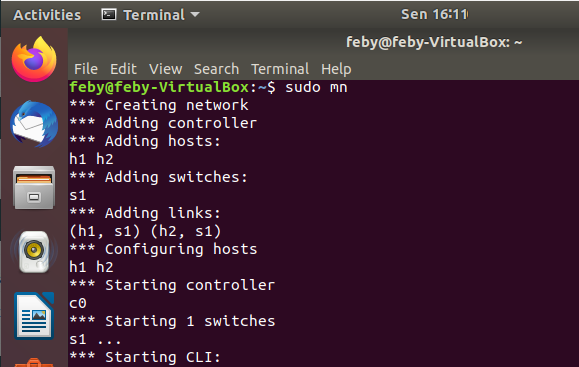 Activities Terminal Sen 16:11
feby@feby-VirtualBox: ~
File Edit View Search Terminal Help
feby@feby-VirtualBox:~$ sudo mn
*** Creating network
*** Adding controller
*** Adding hosts:
h1 h2
*** Adding switches:
s1
*** Adding links:
(h1, s1) (h2, s1)
*** Configuring hosts
h1 h2
*** Starting controller
c0
*** Starting 1 switches
s1 ...
*** Starting CLI: